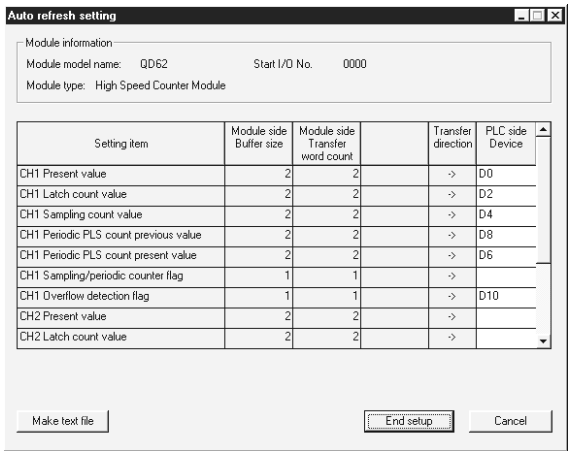 Auto refresh setting
Module information
Module model name: QD62 Start I/O No. 0000
Module type: High Speed Counter Module
Setting item Module side Buffer size Module side Transfer word count Transfer direction PLC side Device
CH1 Present value 2 2 -> D0
CH1 Latch count value 2 2 -> D2
CH1 Sampling count value 2 2 -> D4
CH1 Periodic PLS count previous value 2 2 -> D8
CH1 Periodic PLS count present value 2 2 -> D6
CH1 Sampling/periodic counter flag 1 1 ->
CH1 Overflow detection flag 1 1 -> D10
CH2 Present value 2 2 ->
CH2 Latch count value 2 2 ->
Make text file End setup Cancel